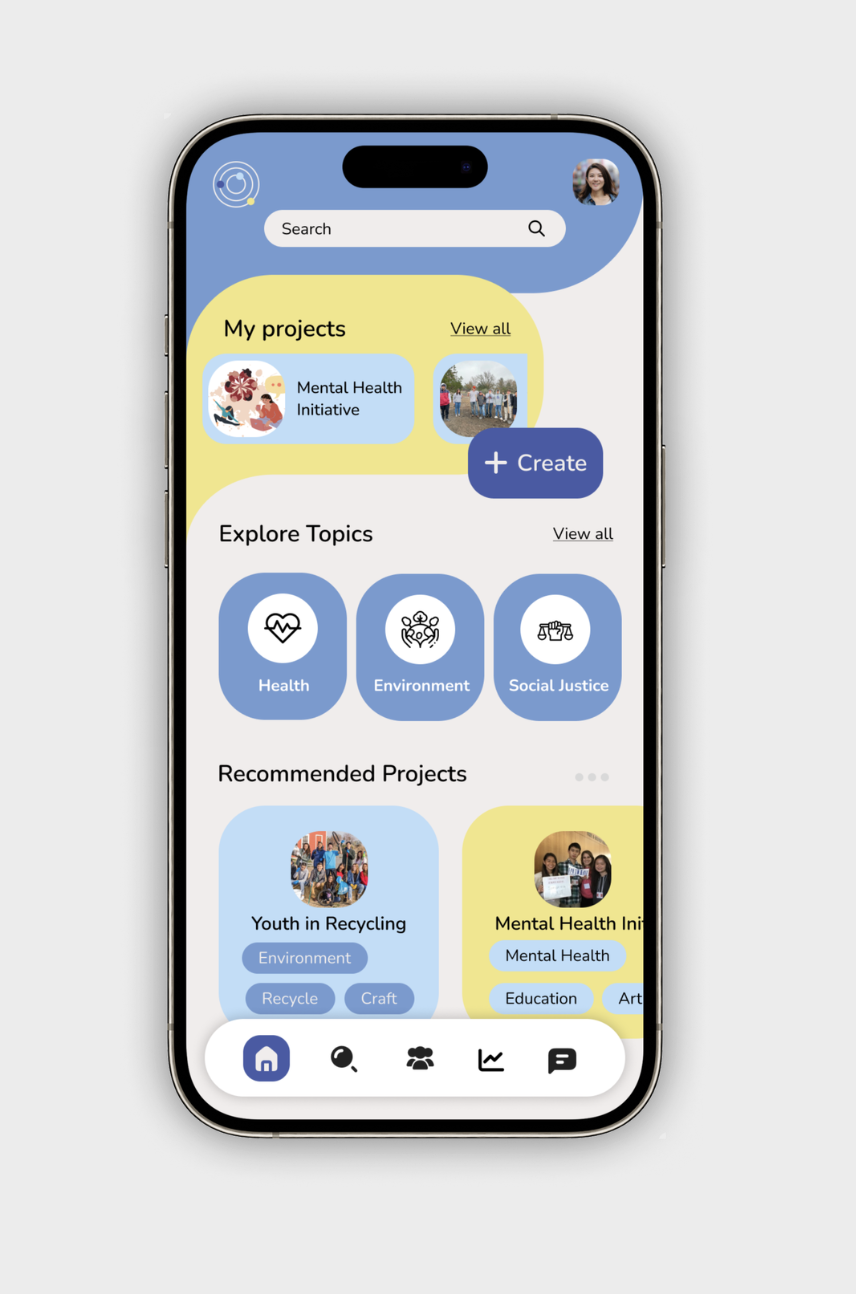 Search
My projects
View all
Mental Health
Initiative
+ Create
Explore Topics
View all
Health
Environment
Social Justice
Recommended Projects
Youth in Recycling
Environment
Recycle
Craft
Mental Health Ini
Mental Health
Education
Art